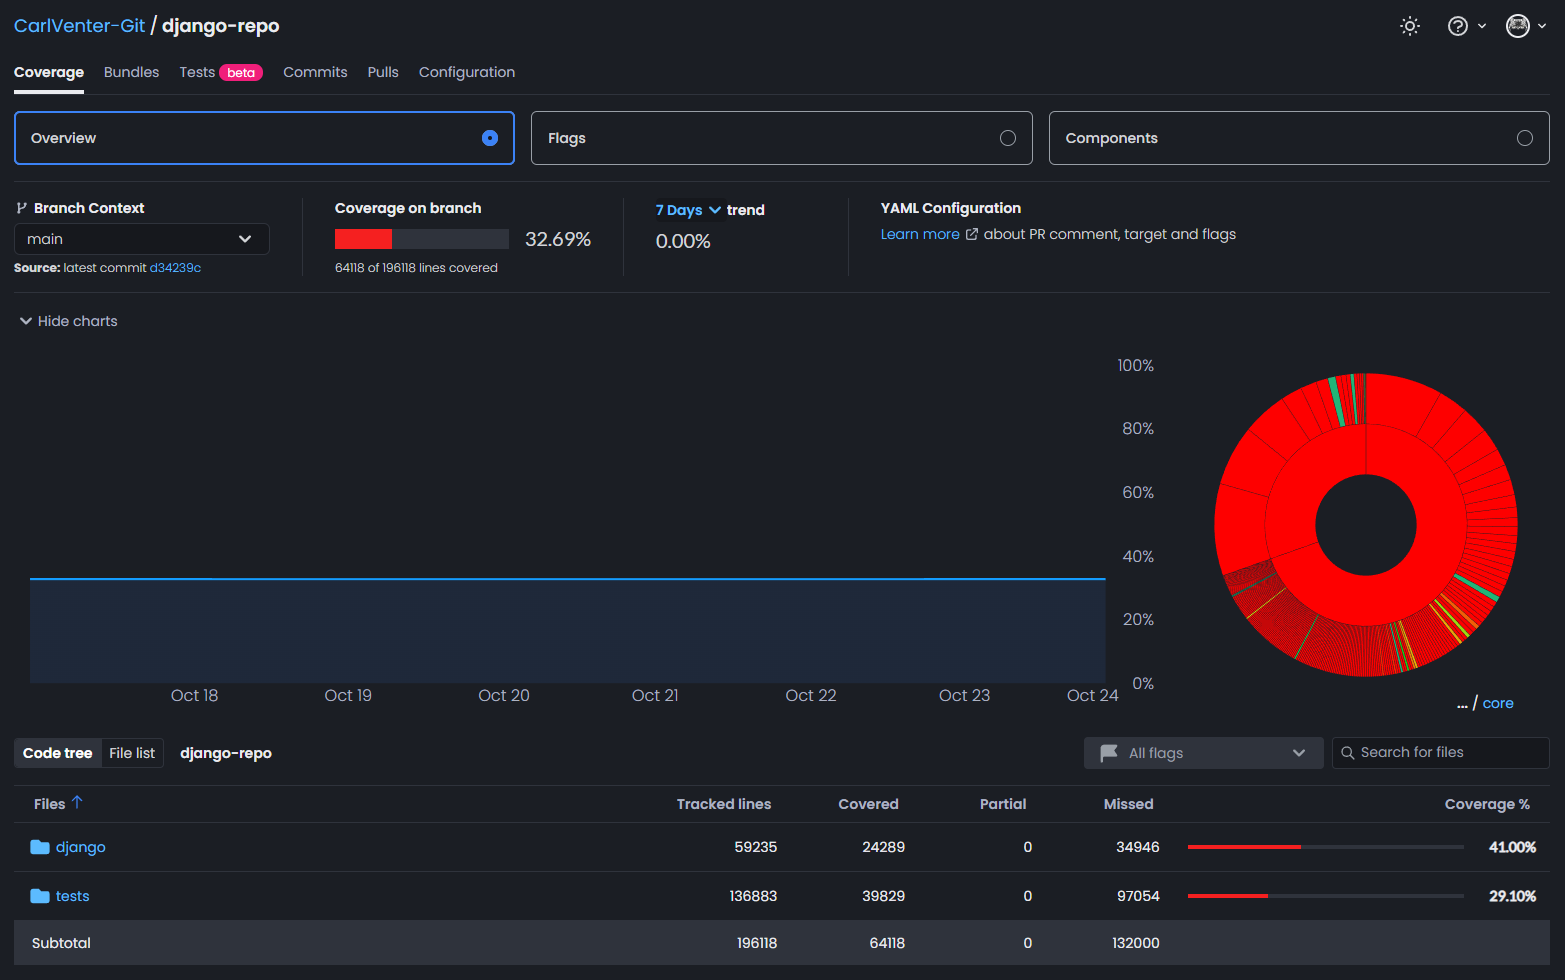 CarlVenter-Git / django-repo
Coverage Bundles Tests beta Commits Pulls Configuration
Overview
Flags
Components
Branch Context
main
Source: latest commit d34239c
Coverage on branch
32.69%
64118 of 196118 lines covered
7 Days trend
0.00%
YAML Configuration
Learn more about PR comment, target and flags
Hide charts
100%
80%
60%
40%
20%
0%
Oct 18 Oct 19 Oct 20 Oct 21 Oct 22 Oct 23 Oct 24
... / core
Code tree File list django-repo
All flags
Search for files
Files Tracked lines Covered Partial Missed Coverage %
django 59235 24289 0 34946 41.00%
tests 136883 39829 0 97054 29.10%
Subtotal 196118 64118 0 132000